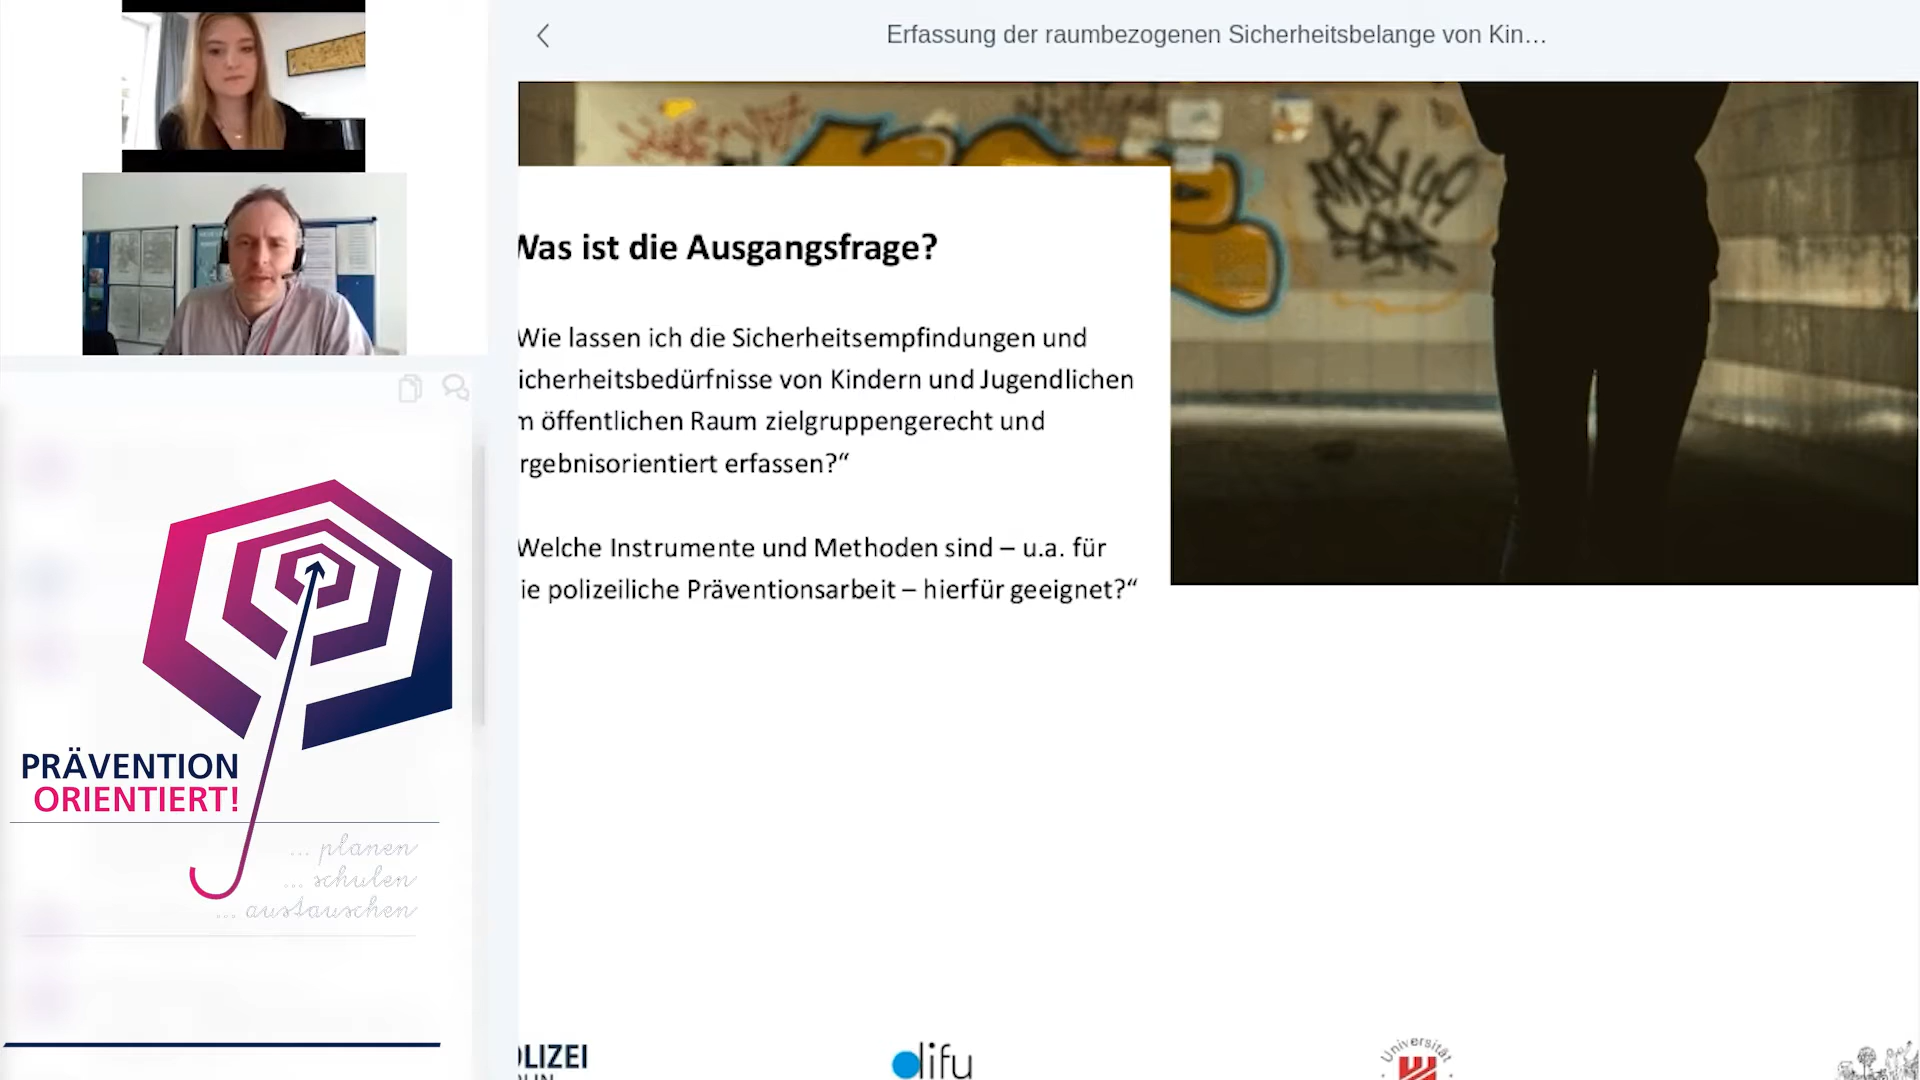 Erfassung der raumbezogenen Sicherheitsbelange von Kin…
Was ist die Ausgangsfrage?
Wie lassen ich die Sicherheitsempfindungen und
icherheitsbedürfnisse von Kindern und Jugendlichen
m öffentlichen Raum zielgruppengerecht und
rgebnisorientiert erfassen?“
Welche Instrumente und Methoden sind – u.a. für
ie polizeiliche Präventionsarbeit – hierfür geeignet?“
PRÄVENTION
ORIENTIERT!
... planen
... schulen
... austauschen
LIZEI
difu
Universität